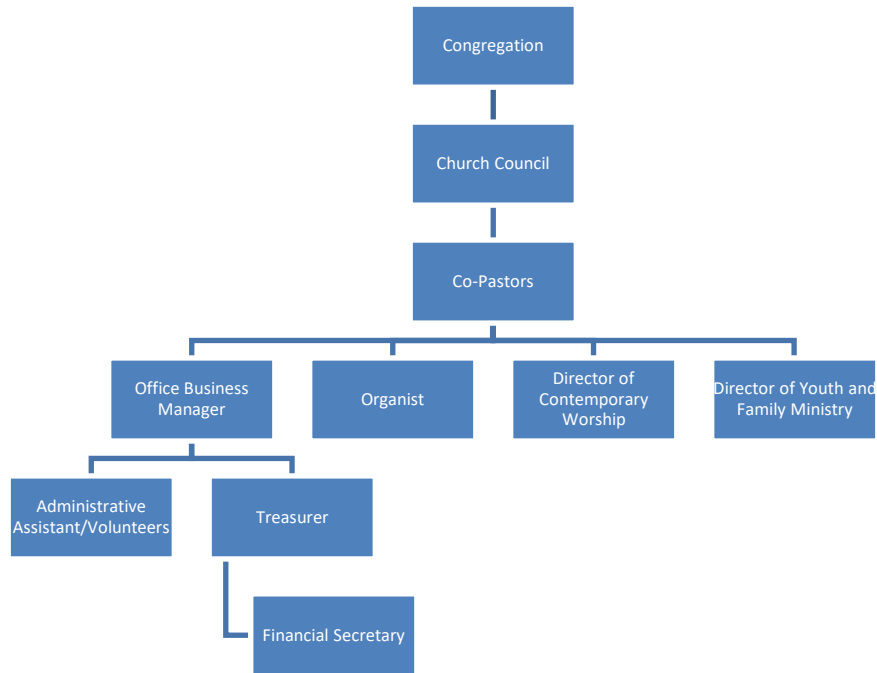 Congregation
Church Council
Co-Pastors
Office Business
Manager
Organist
Director of
Contemporary
Worship
Director of Youth and
Family Ministry
Administrative
Assistant/Volunteers
Treasurer
Financial Secretary